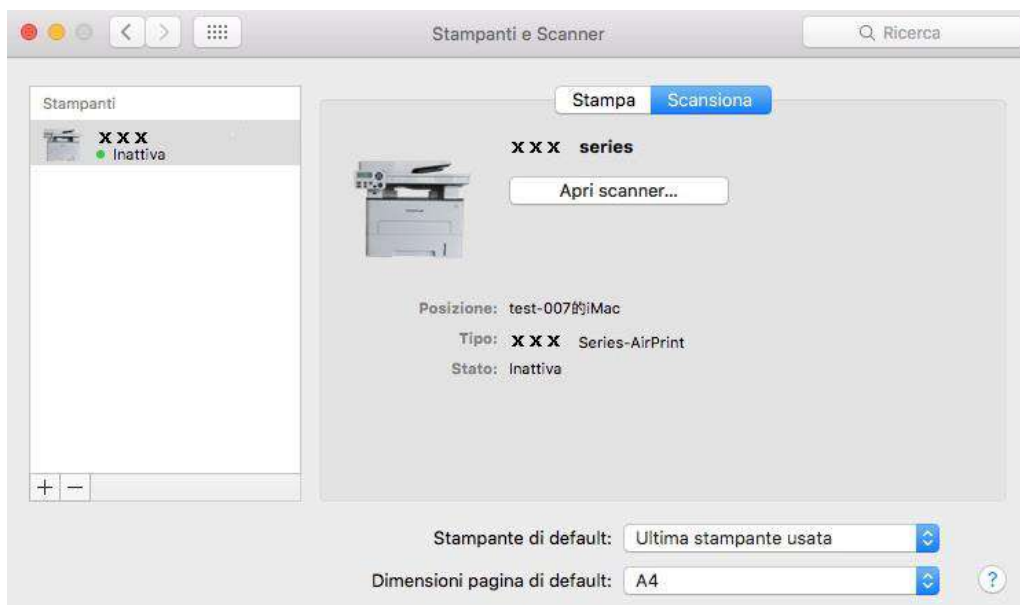 Stampanti e Scanner
Ricerca
Stampanti
X X X
Inattiva
Stampa Scansiona
X X X series
Apri scanner...
Posizione: test-007的iMac
Tipo: X X X Series-AirPrint
Stato: Inattiva
+ −
Stampante di default: Ultima stampante usata
Dimensioni pagina di default: A4
?